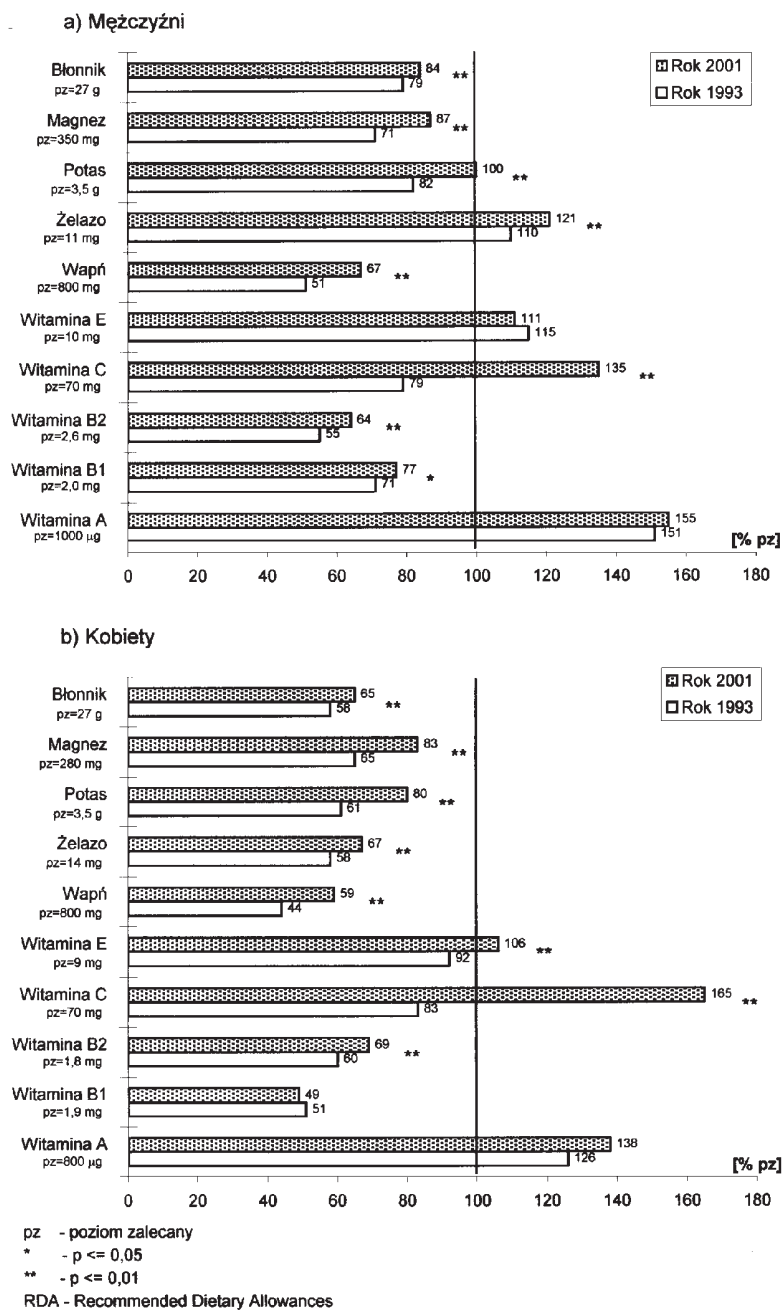 a) Mężczyźni
Rok 2001
Rok 1993
Błonnik
pz=27 g
84
79
**
Magnez
pz=350 mg
87
71
**
Potas
pz=3,5 g
100
82
**
Żelazo
pz=11 mg
121
110
**
Wapń
pz=800 mg
67
51
**
Witamina E
pz=10 mg
111
115
Witamina C
pz=70 mg
135
79
**
Witamina B2
pz=2,6 mg
64
55
**
Witamina B1
pz=2,0 mg
77
71
*
Witamina A
pz=1000 µg
155
151
[% pz]
0 20 40 60 80 100 120 140 160 180
b) Kobiety
Rok 2001
Rok 1993
Błonnik
pz=27 g
65
58
**
Magnez
pz=280 mg
83
65
**
Potas
pz=3,5 g
80
61
**
Żelazo
pz=14 mg
67
58
**
Wapń
pz=800 mg
59
44
**
Witamina E
pz=9 mg
106
92
**
Witamina C
pz=70 mg
165
83
**
Witamina B2
pz=1,8 mg
69
60
**
Witamina B1
pz=1,9 mg
49
51
Witamina A
pz=800 µg
138
126
[% pz]
0 20 40 60 80 100 120 140 160 180
pz - poziom zalecany
* - p <= 0,05
** - p <= 0,01
RDA - Recommended Dietary Allowances